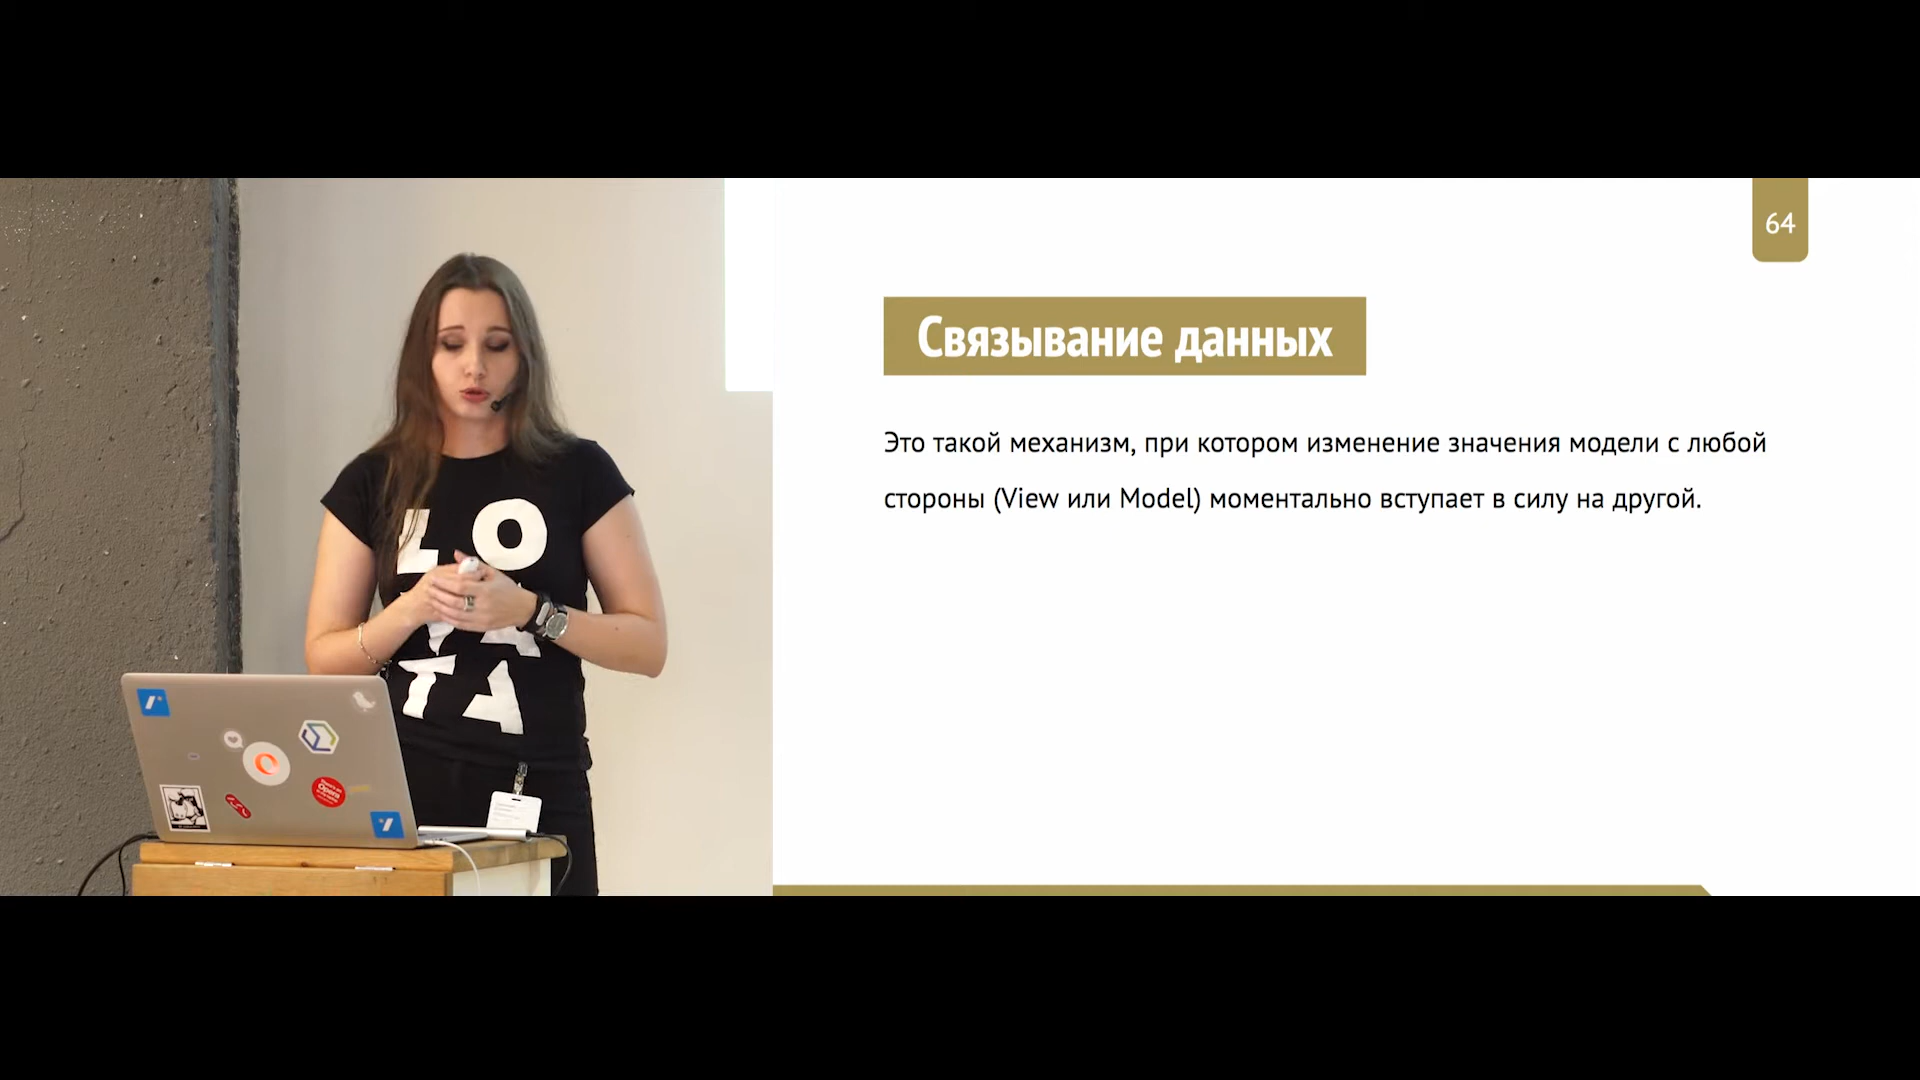 64
Связывание данных
Это такой механизм, при котором изменение значения модели с любой
стороны (View или Model) моментально вступает в силу на другой.
LO
TA
Opera